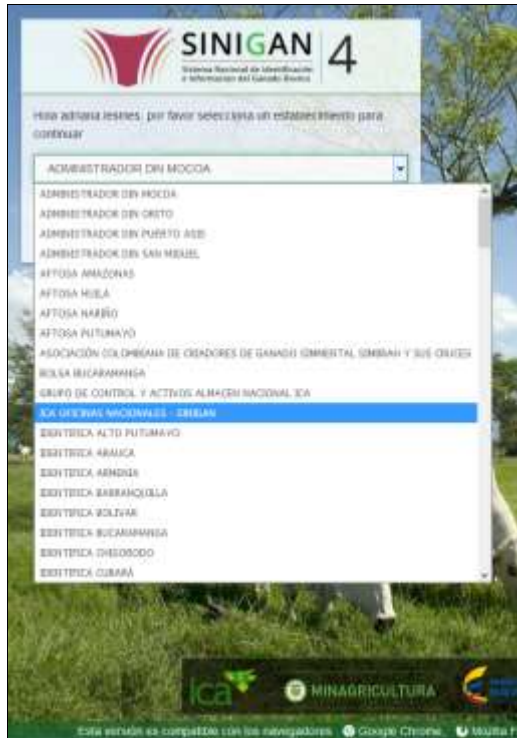 SINIGAN 4
Sistema Nacional de Identificación
e Información del Ganado Bovino
Hola adriana lesmes, por favor selecciona un establecimiento para
continuar
ADMINISTRADOR DIN MOCOA
ADMINISTRADOR DIN MOCOA
ADMINISTRADOR DIN ORITO
ADMINISTRADOR DIN PUERTO ASIS
ADMINISTRADOR DIN SAN MIGUEL
AFTOSA AMAZONAS
AFTOSA HUILA
AFTOSA NARIÑO
AFTOSA PUTUMAYO
ASOCIACIÓN COLOMBIANA DE CRIADORES DE GANADO SIMMENTAL SIMBRAH Y SUS CRUCES
BOLSA BUCARAMANGA
GRUPO DE CONTROL Y ACTIVOS ALMACEN NACIONAL ICA
ICA OFICINAS NACIONALES - SINIGAN
IDENTIFICA ALTO PUTUMAYO
IDENTIFICA ARAUCA
IDENTIFICA ARMENIA
IDENTIFICA BARRANQUILLA
IDENTIFICA BOLIVAR
IDENTIFICA BUCARAMANGA
IDENTIFICA CHIGORODO
IDENTIFICA CUBARÁ
ica
MINAGRICULTURA
Esta versión es compatible con los navegadores Google Chrome Mozilla F